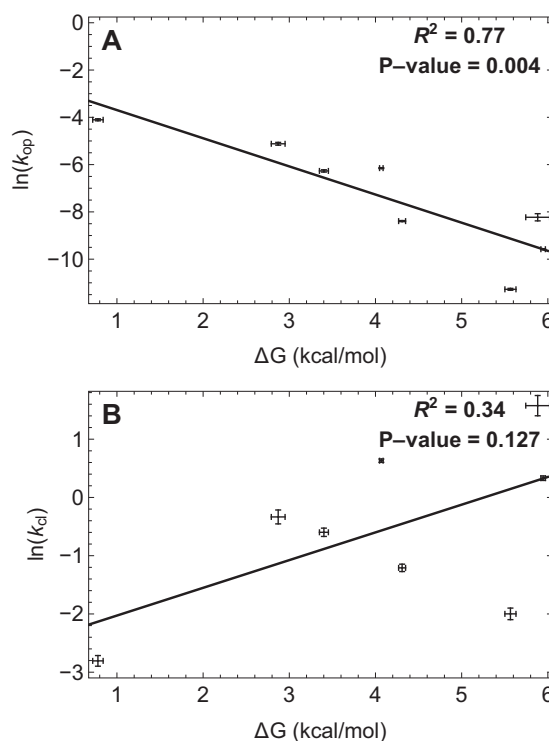 A
R² = 0.77
P–value = 0.004
0
−2
−4
−6
−8
−10
ln(kop)
1 2 3 4 5 6
ΔG (kcal/mol)
B
R² = 0.34
P–value = 0.127
1
0
−1
−2
−3
ln(kcl)
1 2 3 4 5 6
ΔG (kcal/mol)